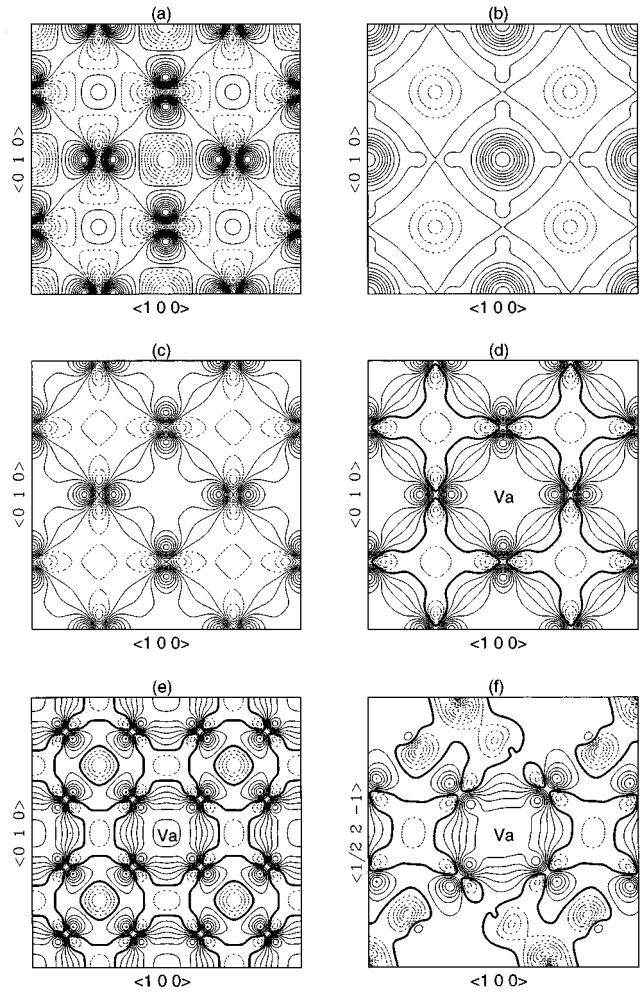 (a)
(b)
<0 1 0>
<0 1 0>
<1 0 0>
<1 0 0>
(c)
(d)
<0 1 0>
<0 1 0>
Va
<1 0 0>
<1 0 0>
(e)
(f)
<0 1 0>
<1/2 2 -1>
Va
Va
<1 0 0>
<1 0 0>